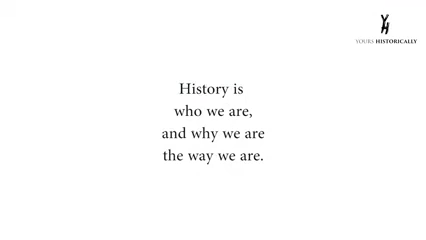 YH
YOURS HISTORICALLY
History is
who we are,
and why we are
the way we are.